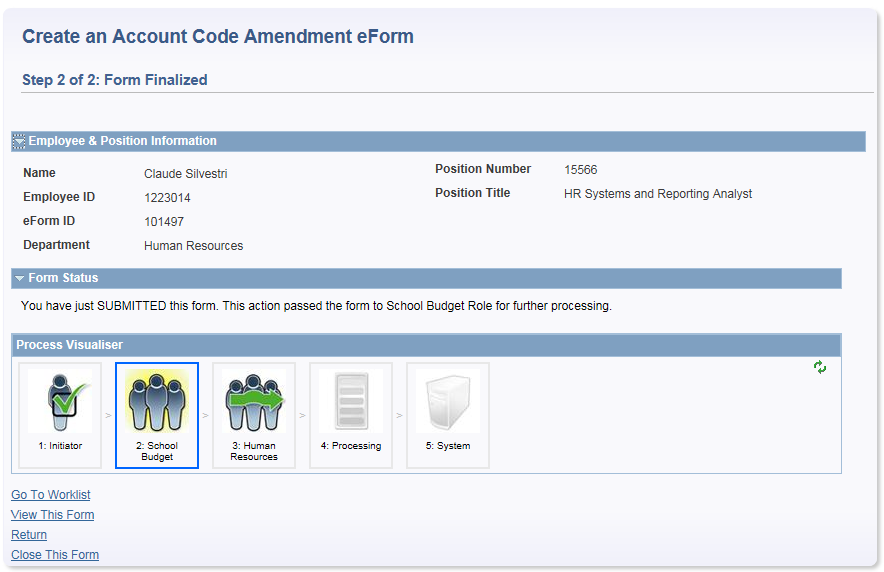 Create an Account Code Amendment eForm
Step 2 of 2: Form Finalized
Employee & Position Information
Name Claude Silvestri
Employee ID 1223014
eForm ID 101497
Department Human Resources
Position Number 15566
Position Title HR Systems and Reporting Analyst
Form Status
You have just SUBMITTED this form. This action passed the form to School Budget Role for further processing.
Process Visualiser
1: Initiator
>
2: School
Budget
>
3: Human
Resources
>
4: Processing
>
5: System
Go To Worklist
View This Form
Return
Close This Form